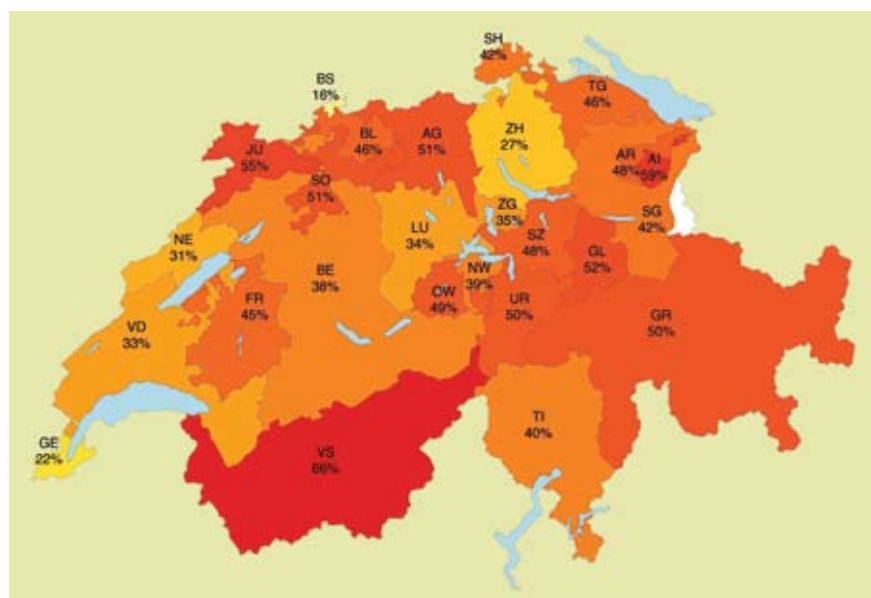 SH
42%
BS
16%
TG
46%
ZH
27%
BL
46%
AG
51%
JU
55%
AR
48%
AI
59%
SO
51%
ZG
35%
SG
42%
LU
34%
NE
31%
SZ
48%
GL
52%
BE
38%
NW
39%
OW
49%
FR
45%
UR
50%
GR
50%
VD
33%
TI
40%
GE
22%
VS
66%